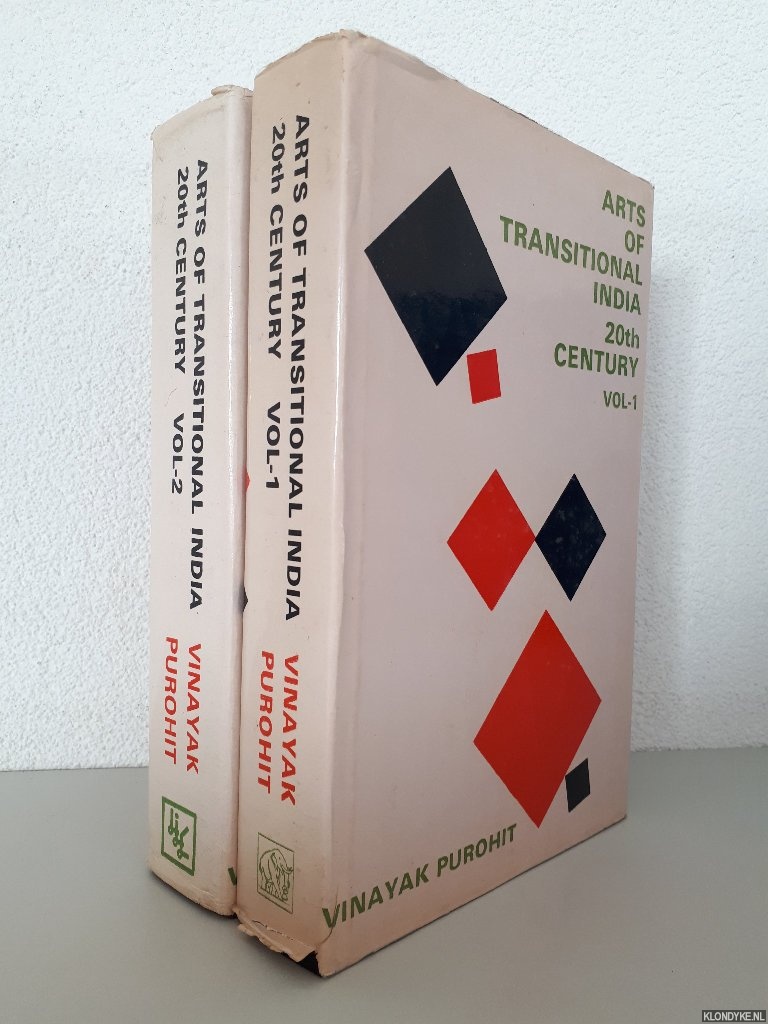 ARTS OF TRANSITIONAL INDIA VINAYAK
20th CENTURY VOL-2 PUROHIT
ARTS OF TRANSITIONAL INDIA VINAYAK
20th CENTURY VOL-1 PUROHIT
ARTS
OF
TRANSITIONAL
INDIA
20th
CENTURY
VOL-1
VINAYAK PUROHIT
KLONDYKE.NL